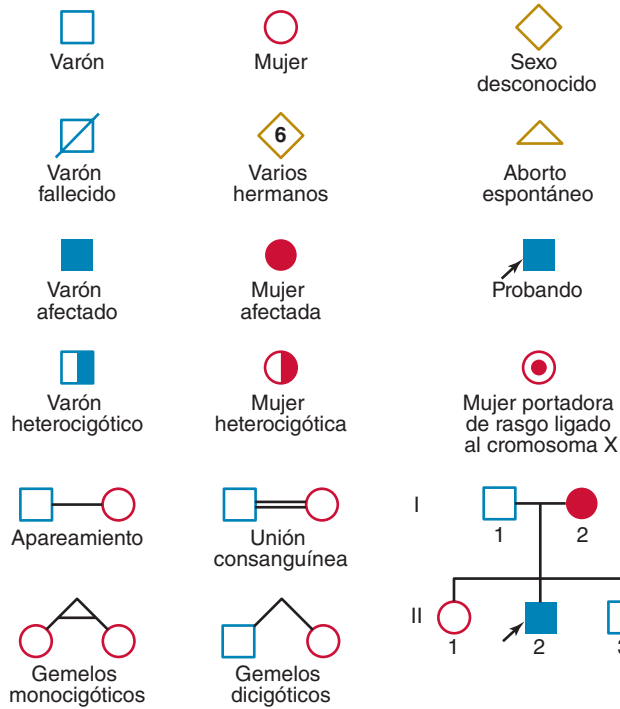 Varón
Mujer
Sexo
desconocido
Varón
fallecido
6
Varios
hermanos
Aborto
espontáneo
Varón
afectado
Mujer
afectada
Probando
Varón
heterocigótico
Mujer
heterocigótica
Mujer portadora
de rasgo ligado
al cromosoma X
Apareamiento
Unión
consanguínea
I
1
2
II
1
2
Gemelos
monocigóticos
Gemelos
dicigóticos